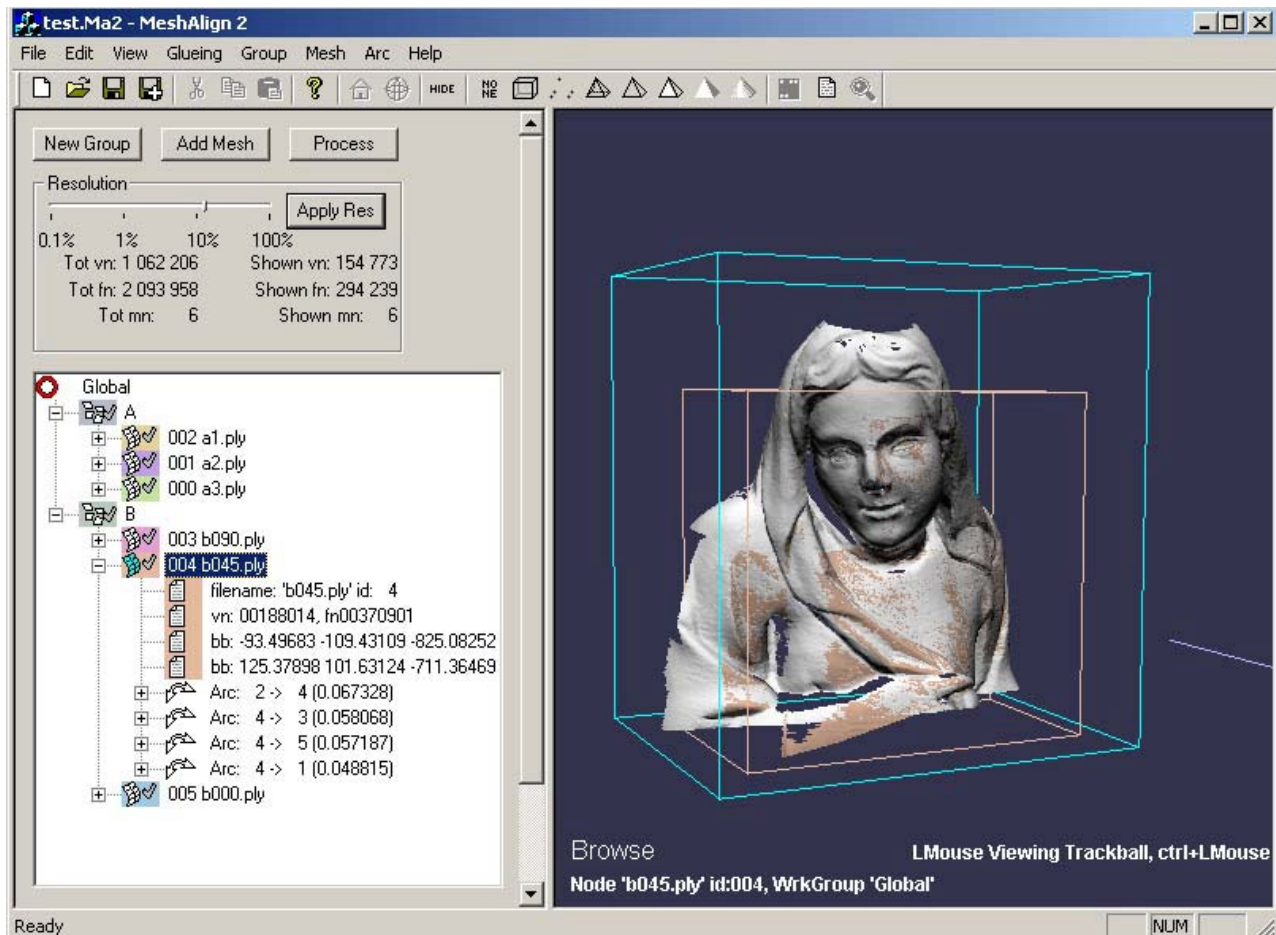 test.Ma2 - MeshAlign 2
File Edit View Glueing Group Mesh Arc Help
HIDE NO NE
New Group Add Mesh Process
Resolution
Apply Res
0.1% 1% 10% 100%
Tot vn: 1 062 206 Shown vn: 154 773
Tot fn: 2 093 958 Shown fn: 294 239
Tot mn: 6 Shown mn: 6
Global
A
002 a1.ply
001 a2.ply
000 a3.ply
B
003 b090.ply
004 b045.ply
filename: 'b045.ply' id: 4
vn: 00188014, fn00370901
bb: -93.49683 -109.43109 -825.08252
bb: 125.37898 101.63124 -711.36469
Arc: 2 -> 4 (0.067328)
Arc: 4 -> 3 (0.058068)
Arc: 4 -> 5 (0.057187)
Arc: 4 -> 1 (0.048815)
005 b000.ply
Browse LMouse Viewing Trackball, ctrl+LMouse
Node 'b045.ply' id:004, WrkGroup 'Global'
Ready NUM